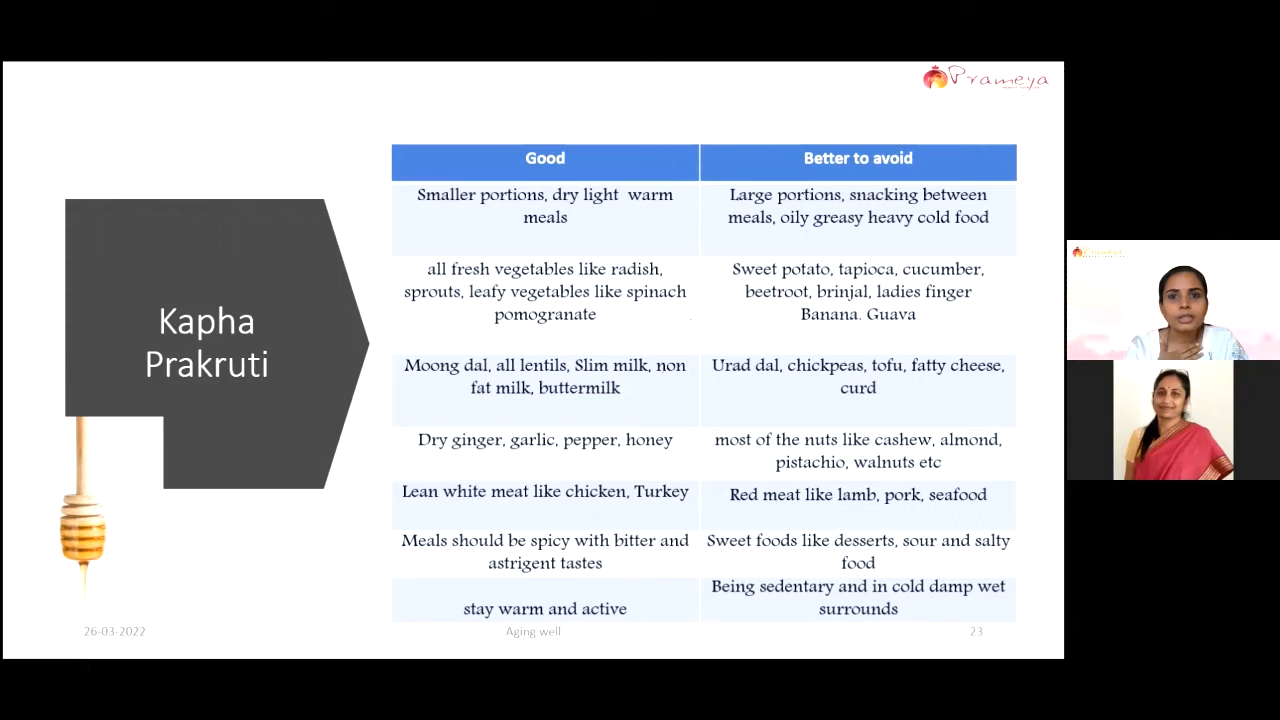 Prameya
Good
Better to avoid
Smaller portions, dry light warm
meals
Large portions, snacking between
meals, oily greasy heavy cold food
all fresh vegetables like radish,
sprouts, leafy vegetables like spinach
pomogranate
Sweet potato, tapioca, cucumber,
beetroot, brinjal, ladies finger
Banana. Guava
Kapha
Prakruti
Moong dal, all lentils, Slim milk, non
fat milk, buttermilk
Urad dal, chickpeas, tofu, fatty cheese,
curd
Dry ginger, garlic, pepper, honey
most of the nuts like cashew, almond,
pistachio, walnuts etc
Lean white meat like chicken, Turkey
Red meat like lamb, pork, seafood
Meals should be spicy with bitter and
astrigent tastes
Sweet foods like desserts, sour and salty
food
stay warm and active
Being sedentary and in cold damp wet
surrounds
26-03-2022
Aging well
23